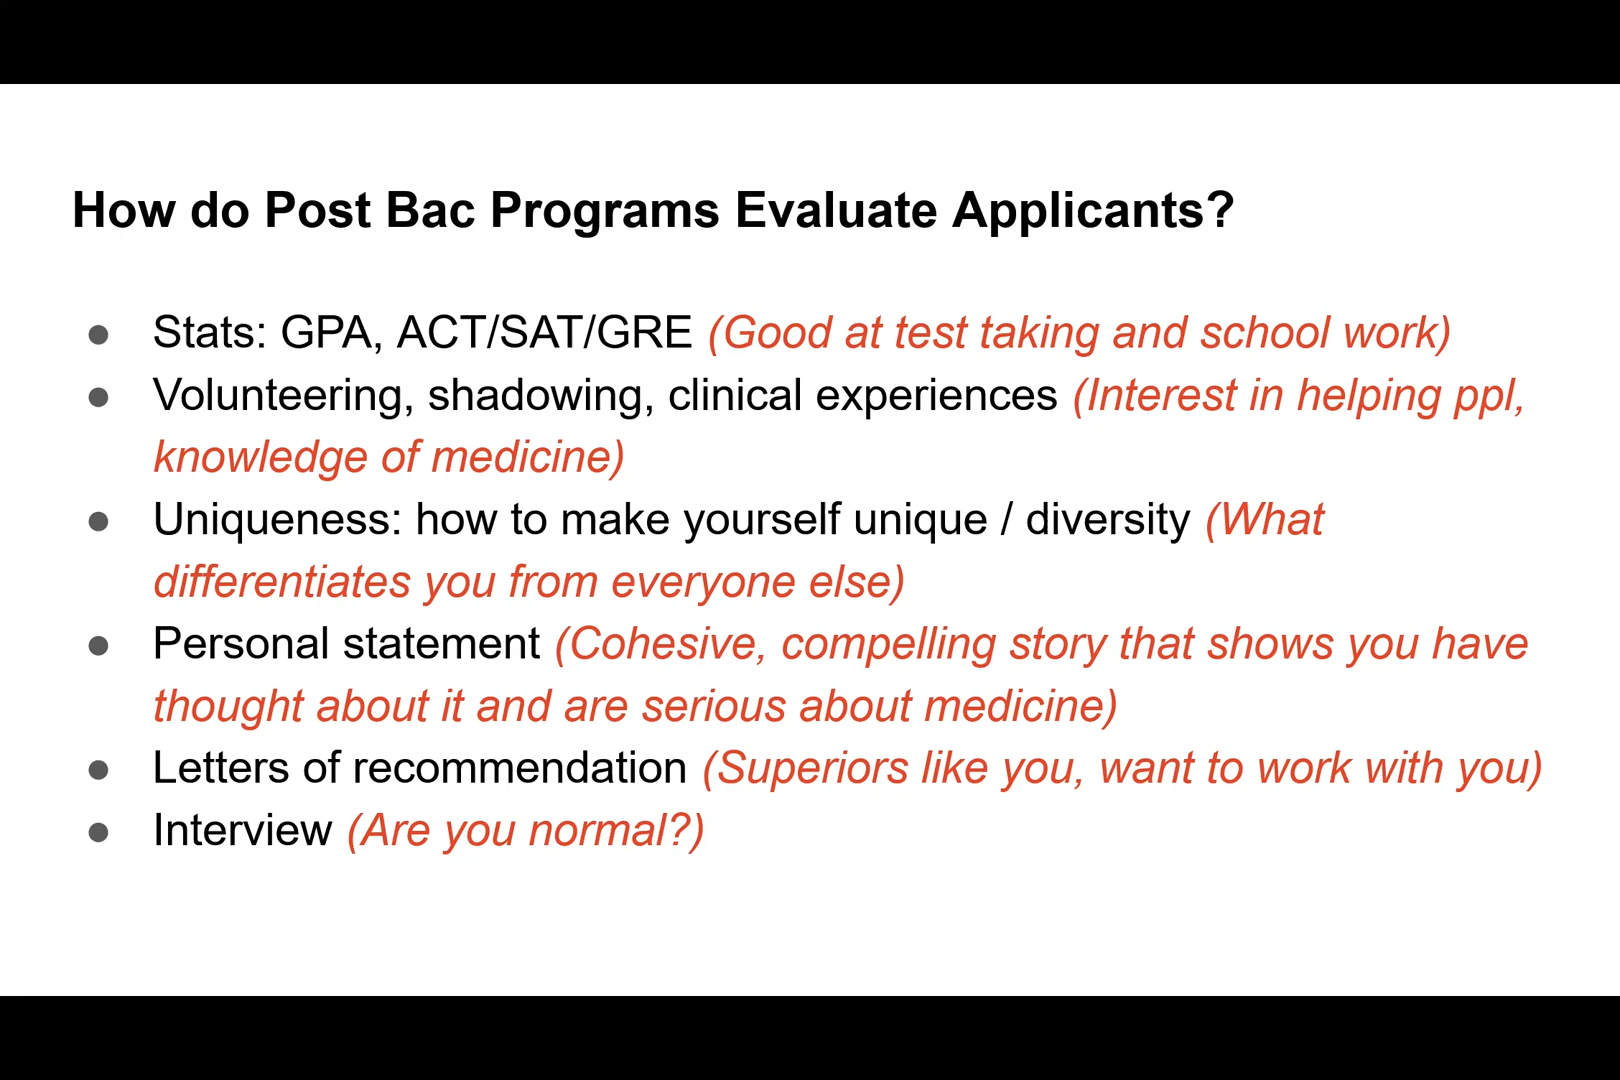 How do Post Bac Programs Evaluate Applicants?
● Stats: GPA, ACT/SAT/GRE (Good at test taking and school work)
● Volunteering, shadowing, clinical experiences (Interest in helping ppl,
knowledge of medicine)
● Uniqueness: how to make yourself unique / diversity (What
differentiates you from everyone else)
● Personal statement (Cohesive, compelling story that shows you have
thought about it and are serious about medicine)
● Letters of recommendation (Superiors like you, want to work with you)
● Interview (Are you normal?)